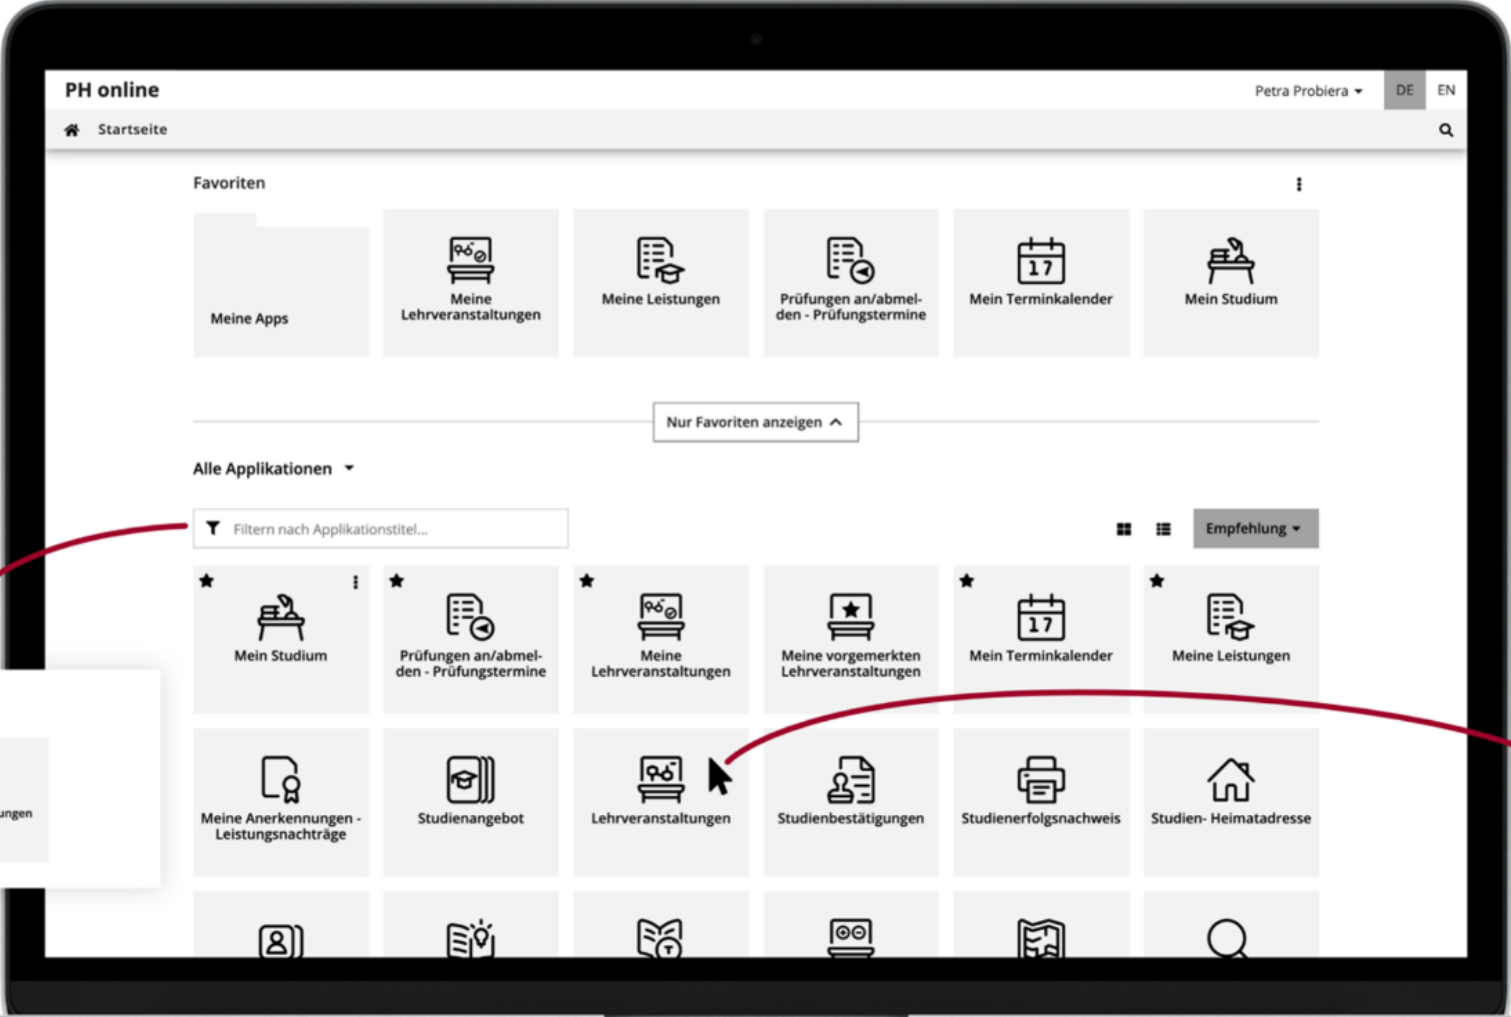 PH online
Petra Probiera
DE
EN
Startseite
Favoriten
Meine Apps
Meine
Lehrveranstaltungen
Meine Leistungen
Prüfungen an/abmel-
den - Prüfungstermine
17
Mein Terminkalender
Mein Studium
Nur Favoriten anzeigen
Alle Applikationen
Filtern nach Applikationstitel...
Empfehlung
Mein Studium
Prüfungen an/abmel-
den - Prüfungstermine
Meine
Lehrveranstaltungen
Meine vorgemerkten
Lehrveranstaltungen
17
Mein Terminkalender
Meine Leistungen
ungen
Meine Anerkennungen -
Leistungsnachträge
Studienangebot
Lehrveranstaltungen
Studienbestätigungen
Studienerfolgsnachweis
Studien- Heimatadresse
T